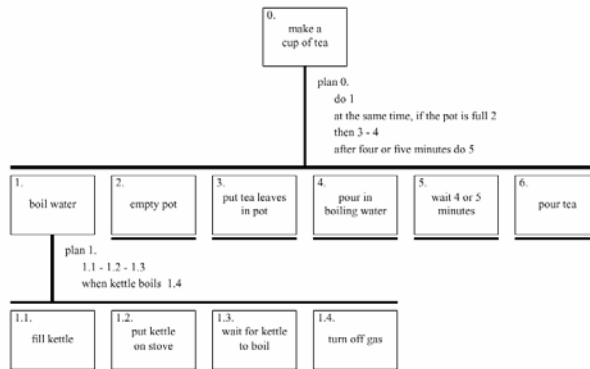 0.
make a
cup of tea
plan 0.
do 1
at the same time, if the pot is full 2
then 3 - 4
after four or five minutes do 5
1.
boil water
2.
empty pot
3.
put tea leaves
in pot
4.
pour in
boiling water
5.
wait 4 or 5
minutes
6.
pour tea
plan 1.
1.1 - 1.2 - 1.3
when kettle boils 1.4
1.1.
fill kettle
1.2.
put kettle
on stove
1.3.
wait for kettle
to boil
1.4.
turn off gas